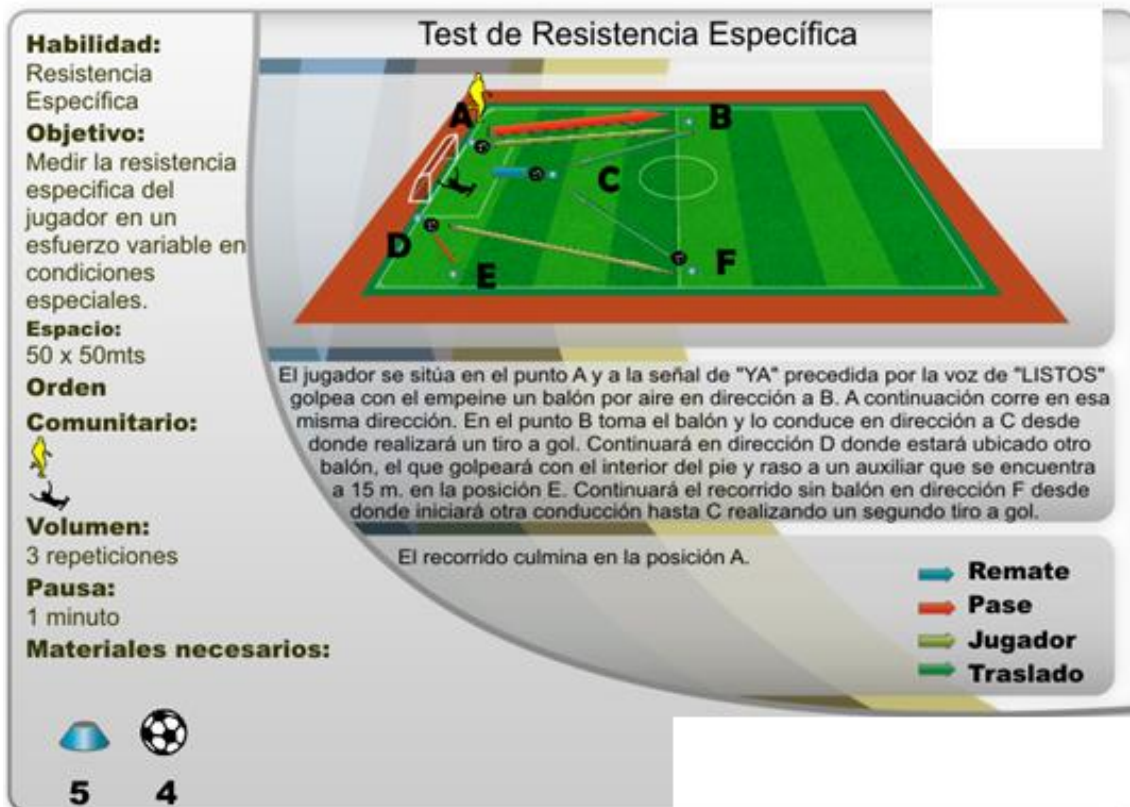 Test de Resistencia Específica
Habilidad:
Resistencia
Específica
Objetivo:
Medir la resistencia
especifica del
jugador en un
esfuerzo variable en
condiciones
especiales.
Espacio:
50 x 50mts
Orden
Comunitario:
Volumen:
3 repeticiones
Pausa:
1 minuto
Materiales necesarios:
5 4
A
B
C
D
E
F
El jugador se sitúa en el punto A y a la señal de "YA" precedida por la voz de "LISTOS"
golpea con el empeine un balón por aire en dirección a B. A continuación corre en esa
misma dirección. En el punto B toma el balón y lo conduce en dirección a C desde
donde realizará un tiro a gol. Continuará en dirección D donde estará ubicado otro
balón, el que golpeará con el interior del pie y raso a un auxiliar que se encuentra
a 15 m. en la posición E. Continuará el recorrido sin balón en dirección F desde
donde iniciará otra conducción hasta C realizando un segundo tiro a gol.
El recorrido culmina en la posición A.
Remate
Pase
Jugador
Traslado